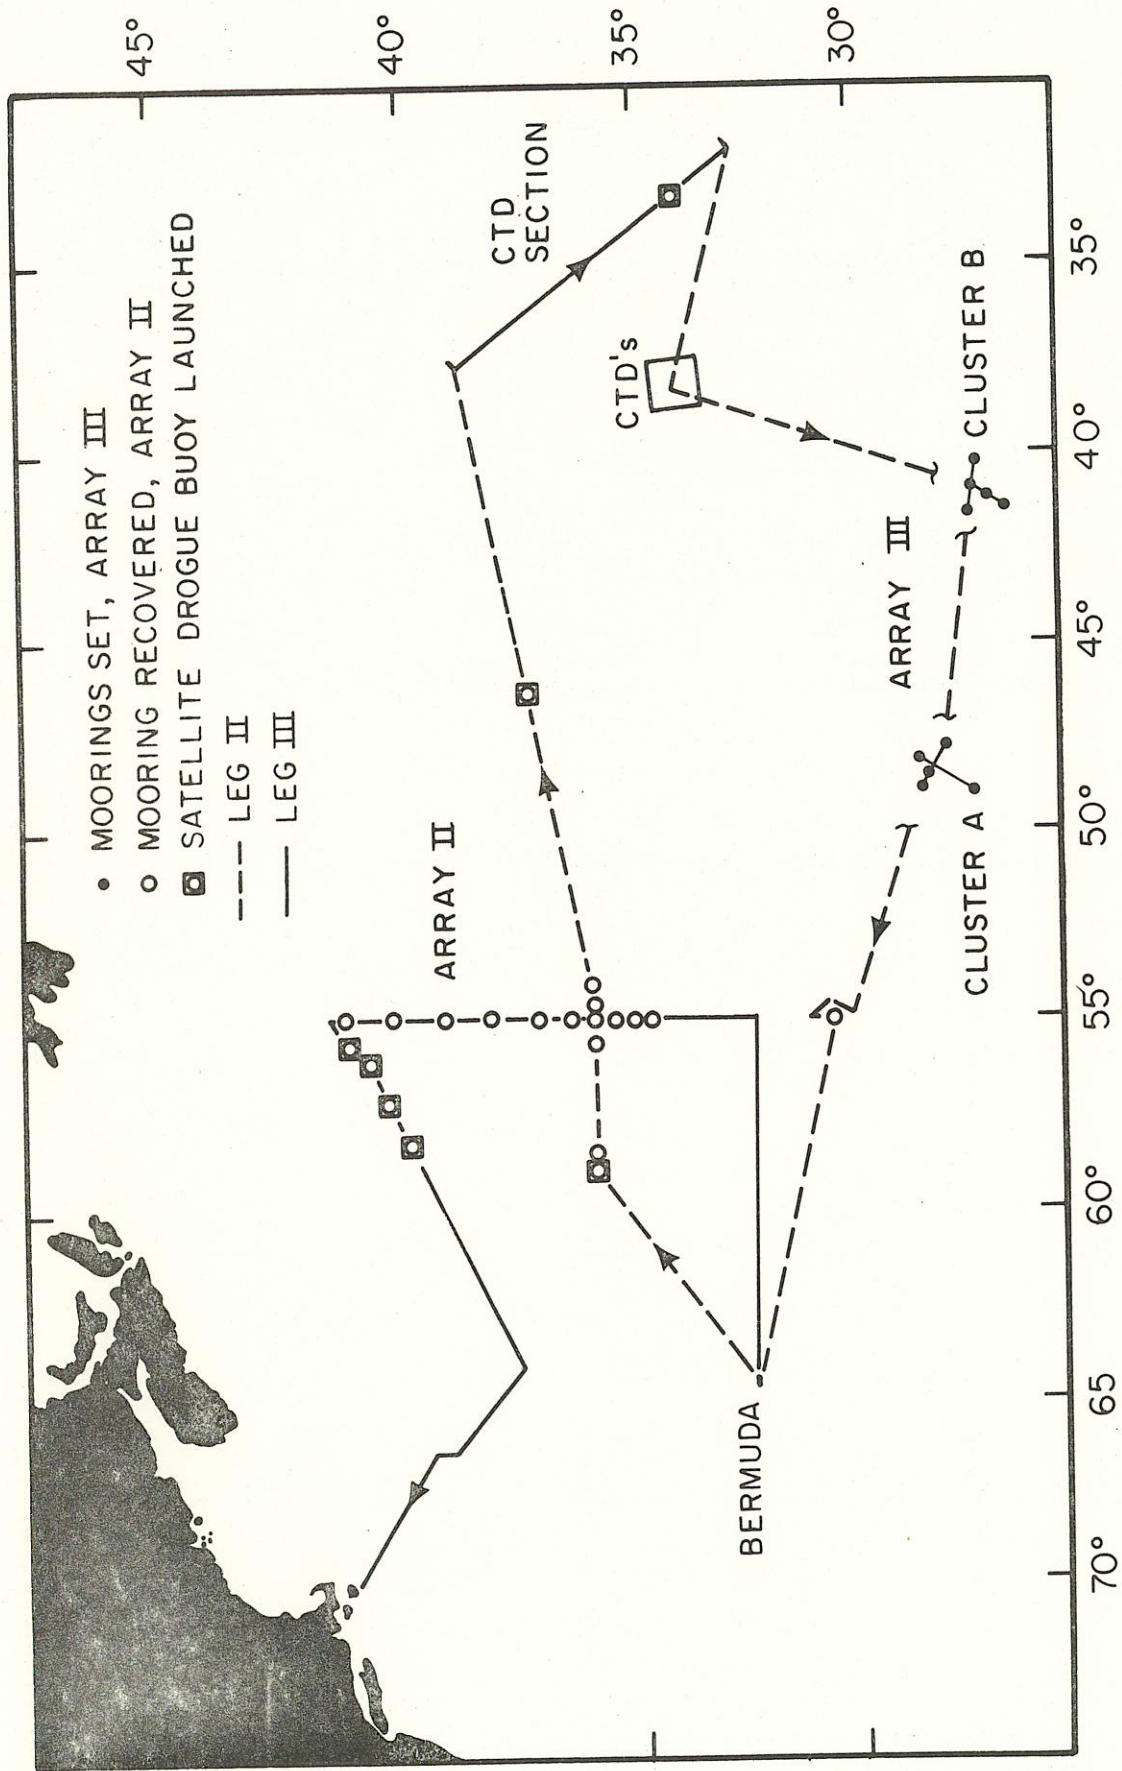 • MOORINGS SET, ARRAY III
o MOORING RECOVERED, ARRAY II
SATELLITE DROGUE BUOY LAUNCHED
--- LEG II
— LEG III
45°
40°
35°
30°
CTD
SECTION
CTD's
ARRAY II
ARRAY III
CLUSTER B
CLUSTER A
BERMUDA
70°
65
60°
55°
50°
45°
40°
35°